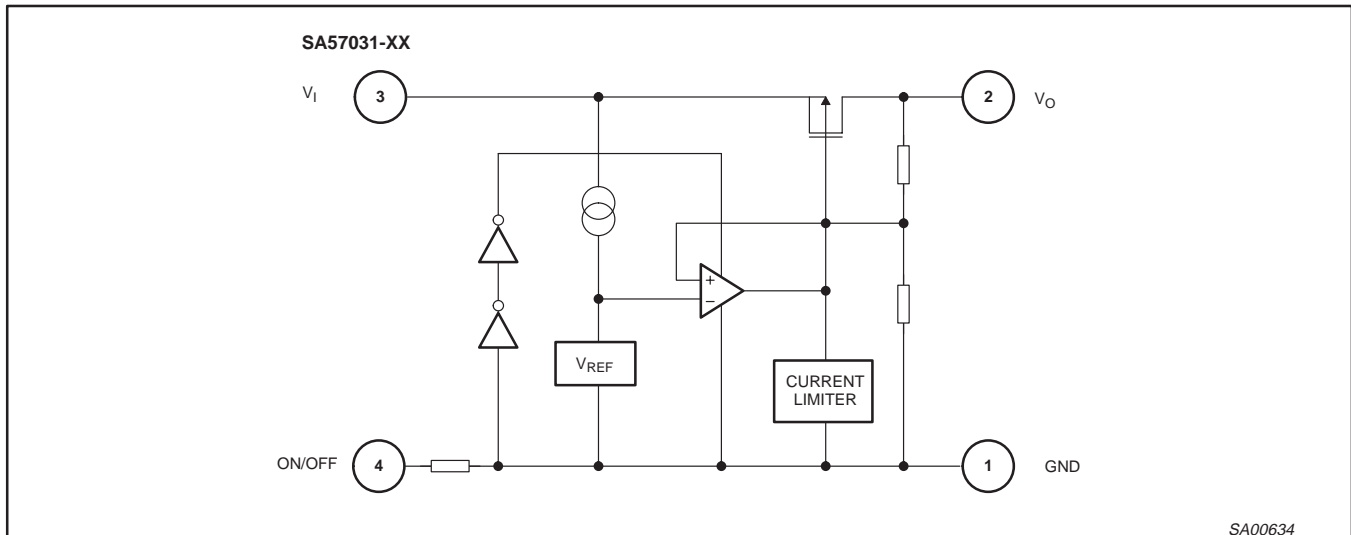 SA57031-XX
V_I 3 2 V_O
+
−
V_REF
CURRENT
LIMITER
ON/OFF 4 1 GND
SA00634